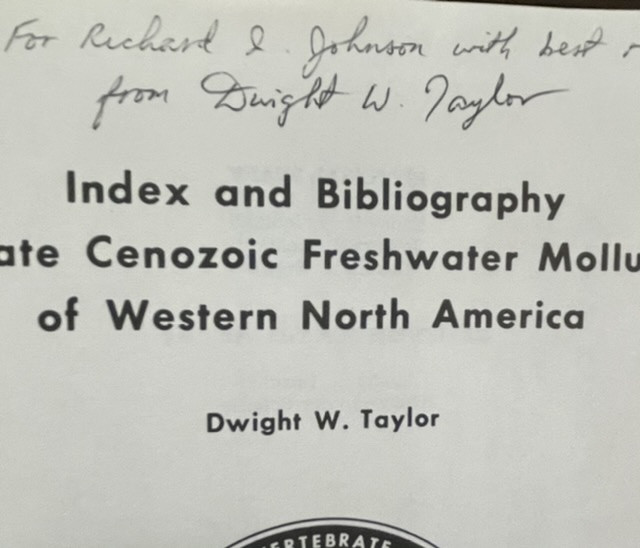 For Richard I. Johnson with best
from Dwight W. Taylor
Index and Bibliography
ate Cenozoic Freshwater Mollu
of Western North America
Dwight W. Taylor
ERTEBRATE